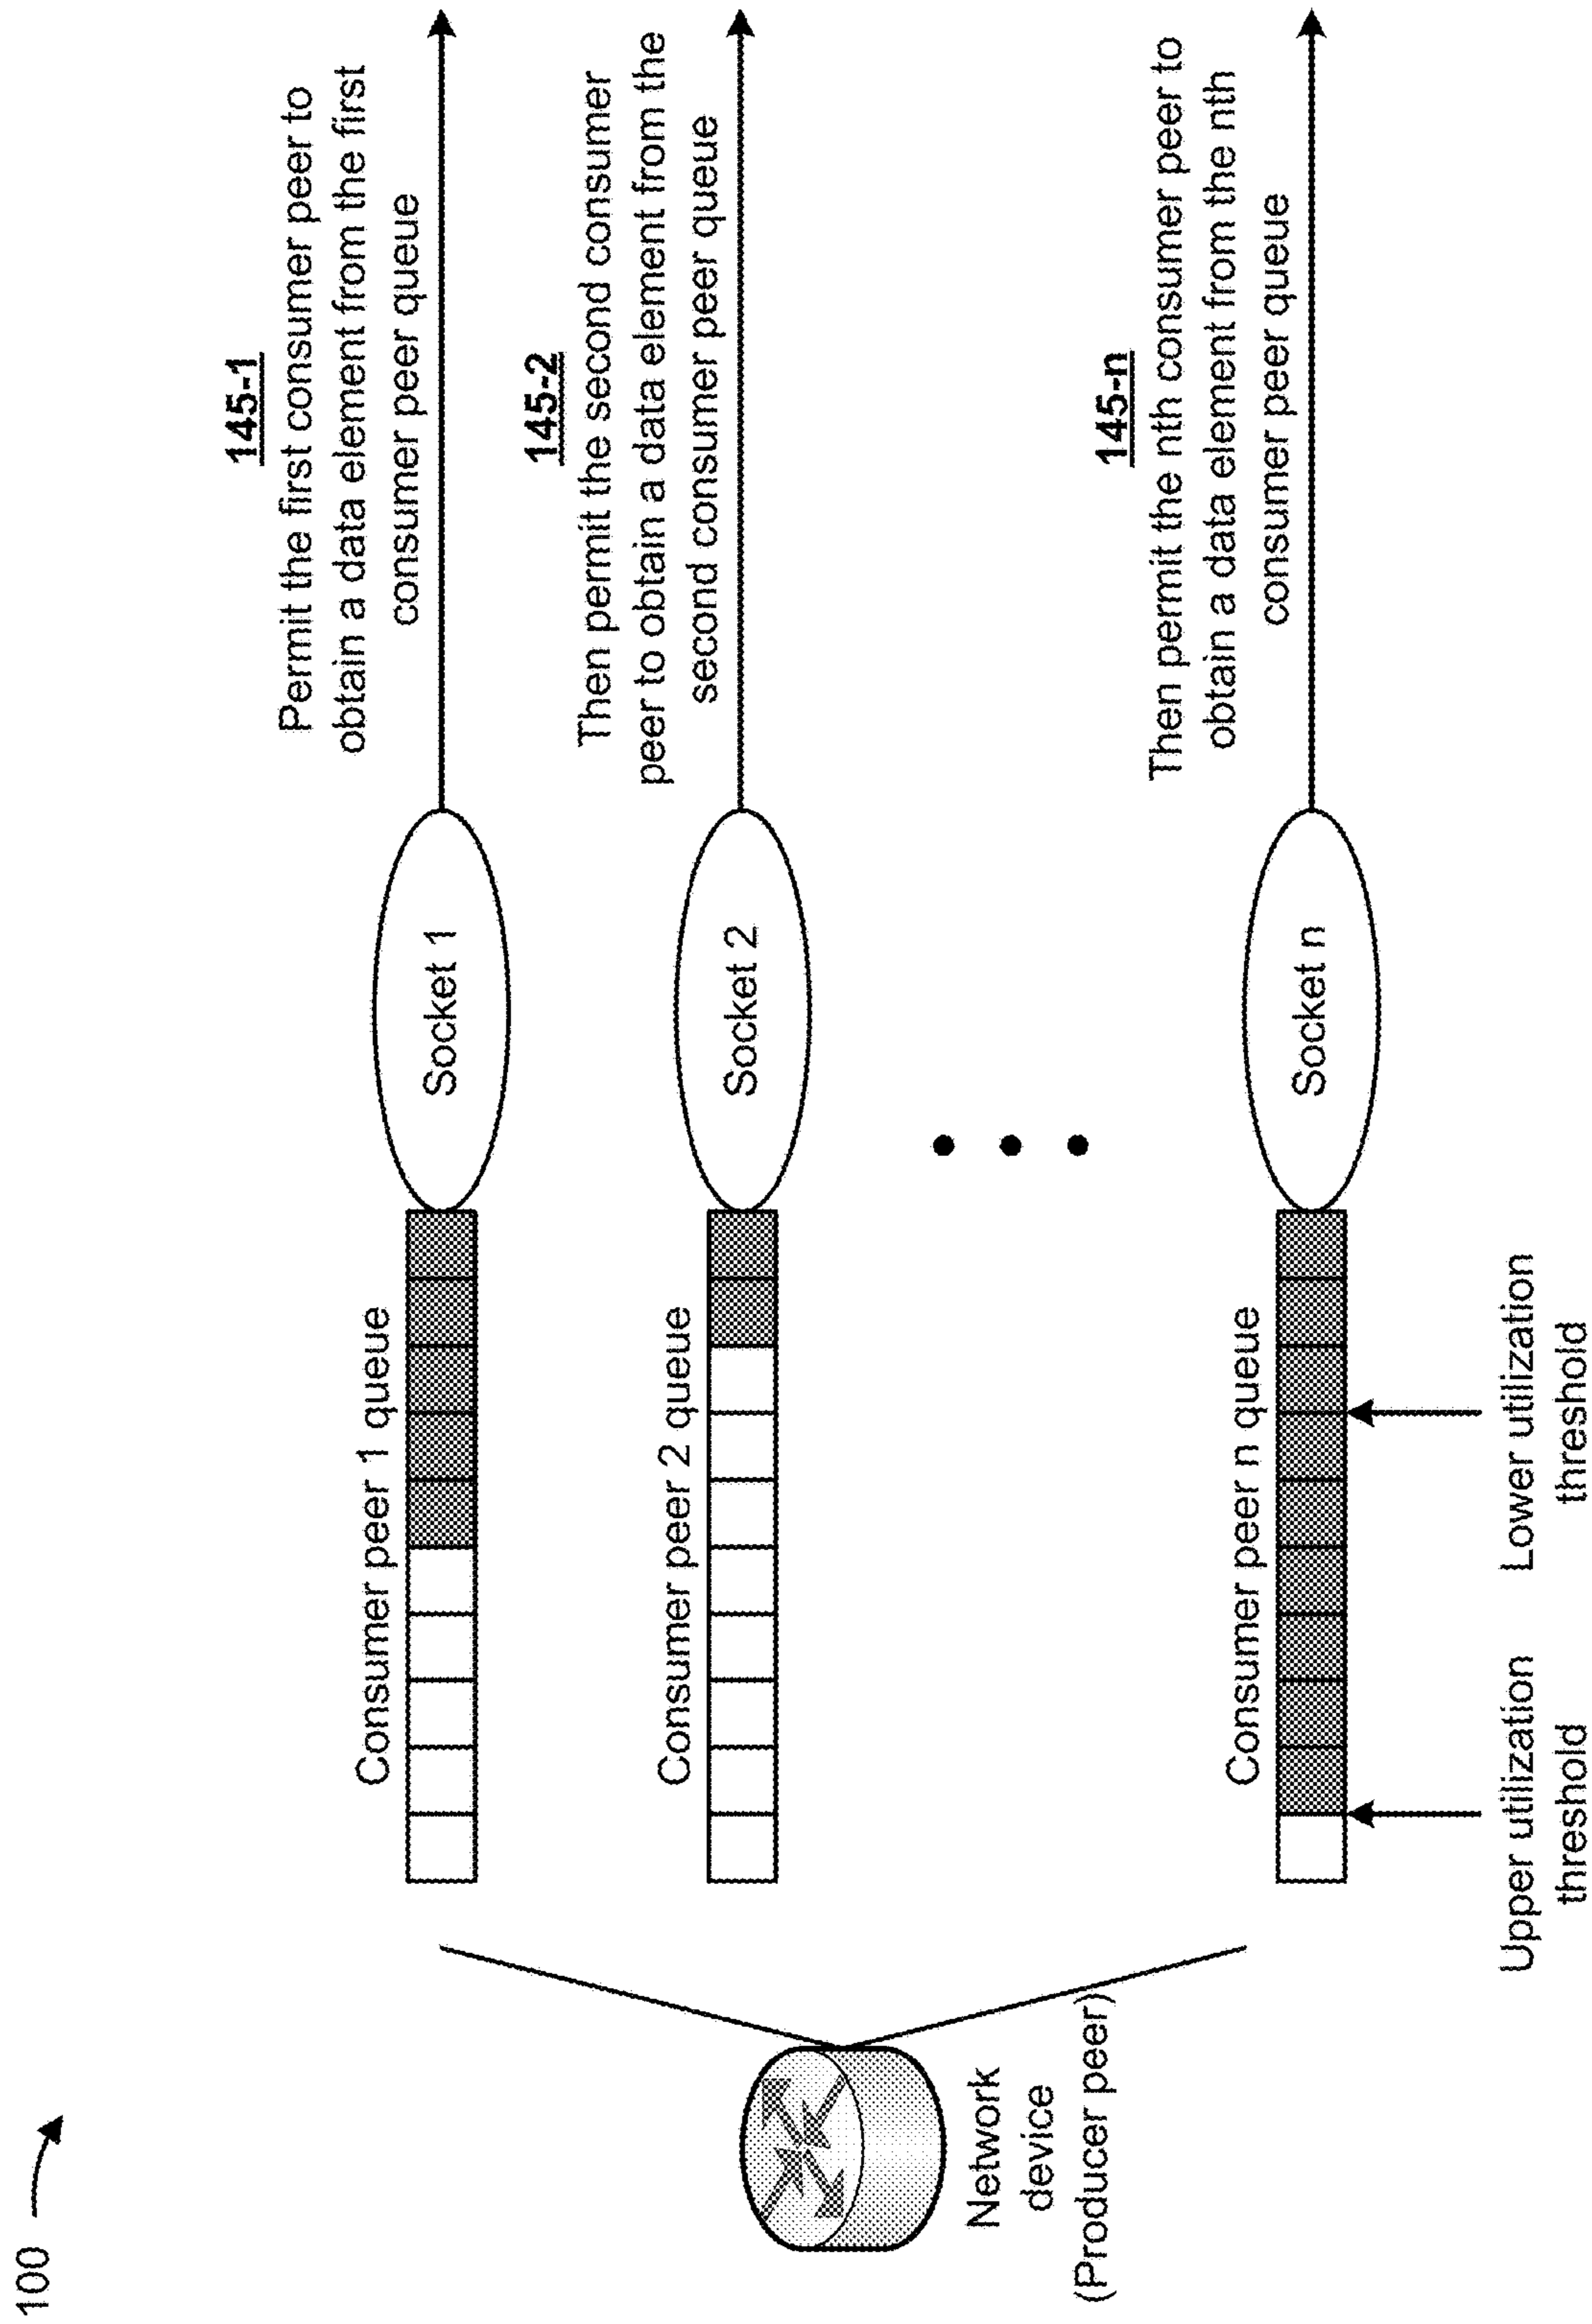 100
145-1
Permit the first consumer peer to
obtain a data element from the first
consumer peer queue
Consumer peer 1 queue
Socket 1
145-2
Then permit the second consumer
peer to obtain a data element from the
second consumer peer queue
Consumer peer 2 queue
Socket 2
Network
device
(Producer peer)
145-n
Then permit the nth consumer peer to
obtain a data element from the nth
consumer peer queue
Consumer peer n queue
Socket n
Upper utilization
threshold
Lower utilization
threshold